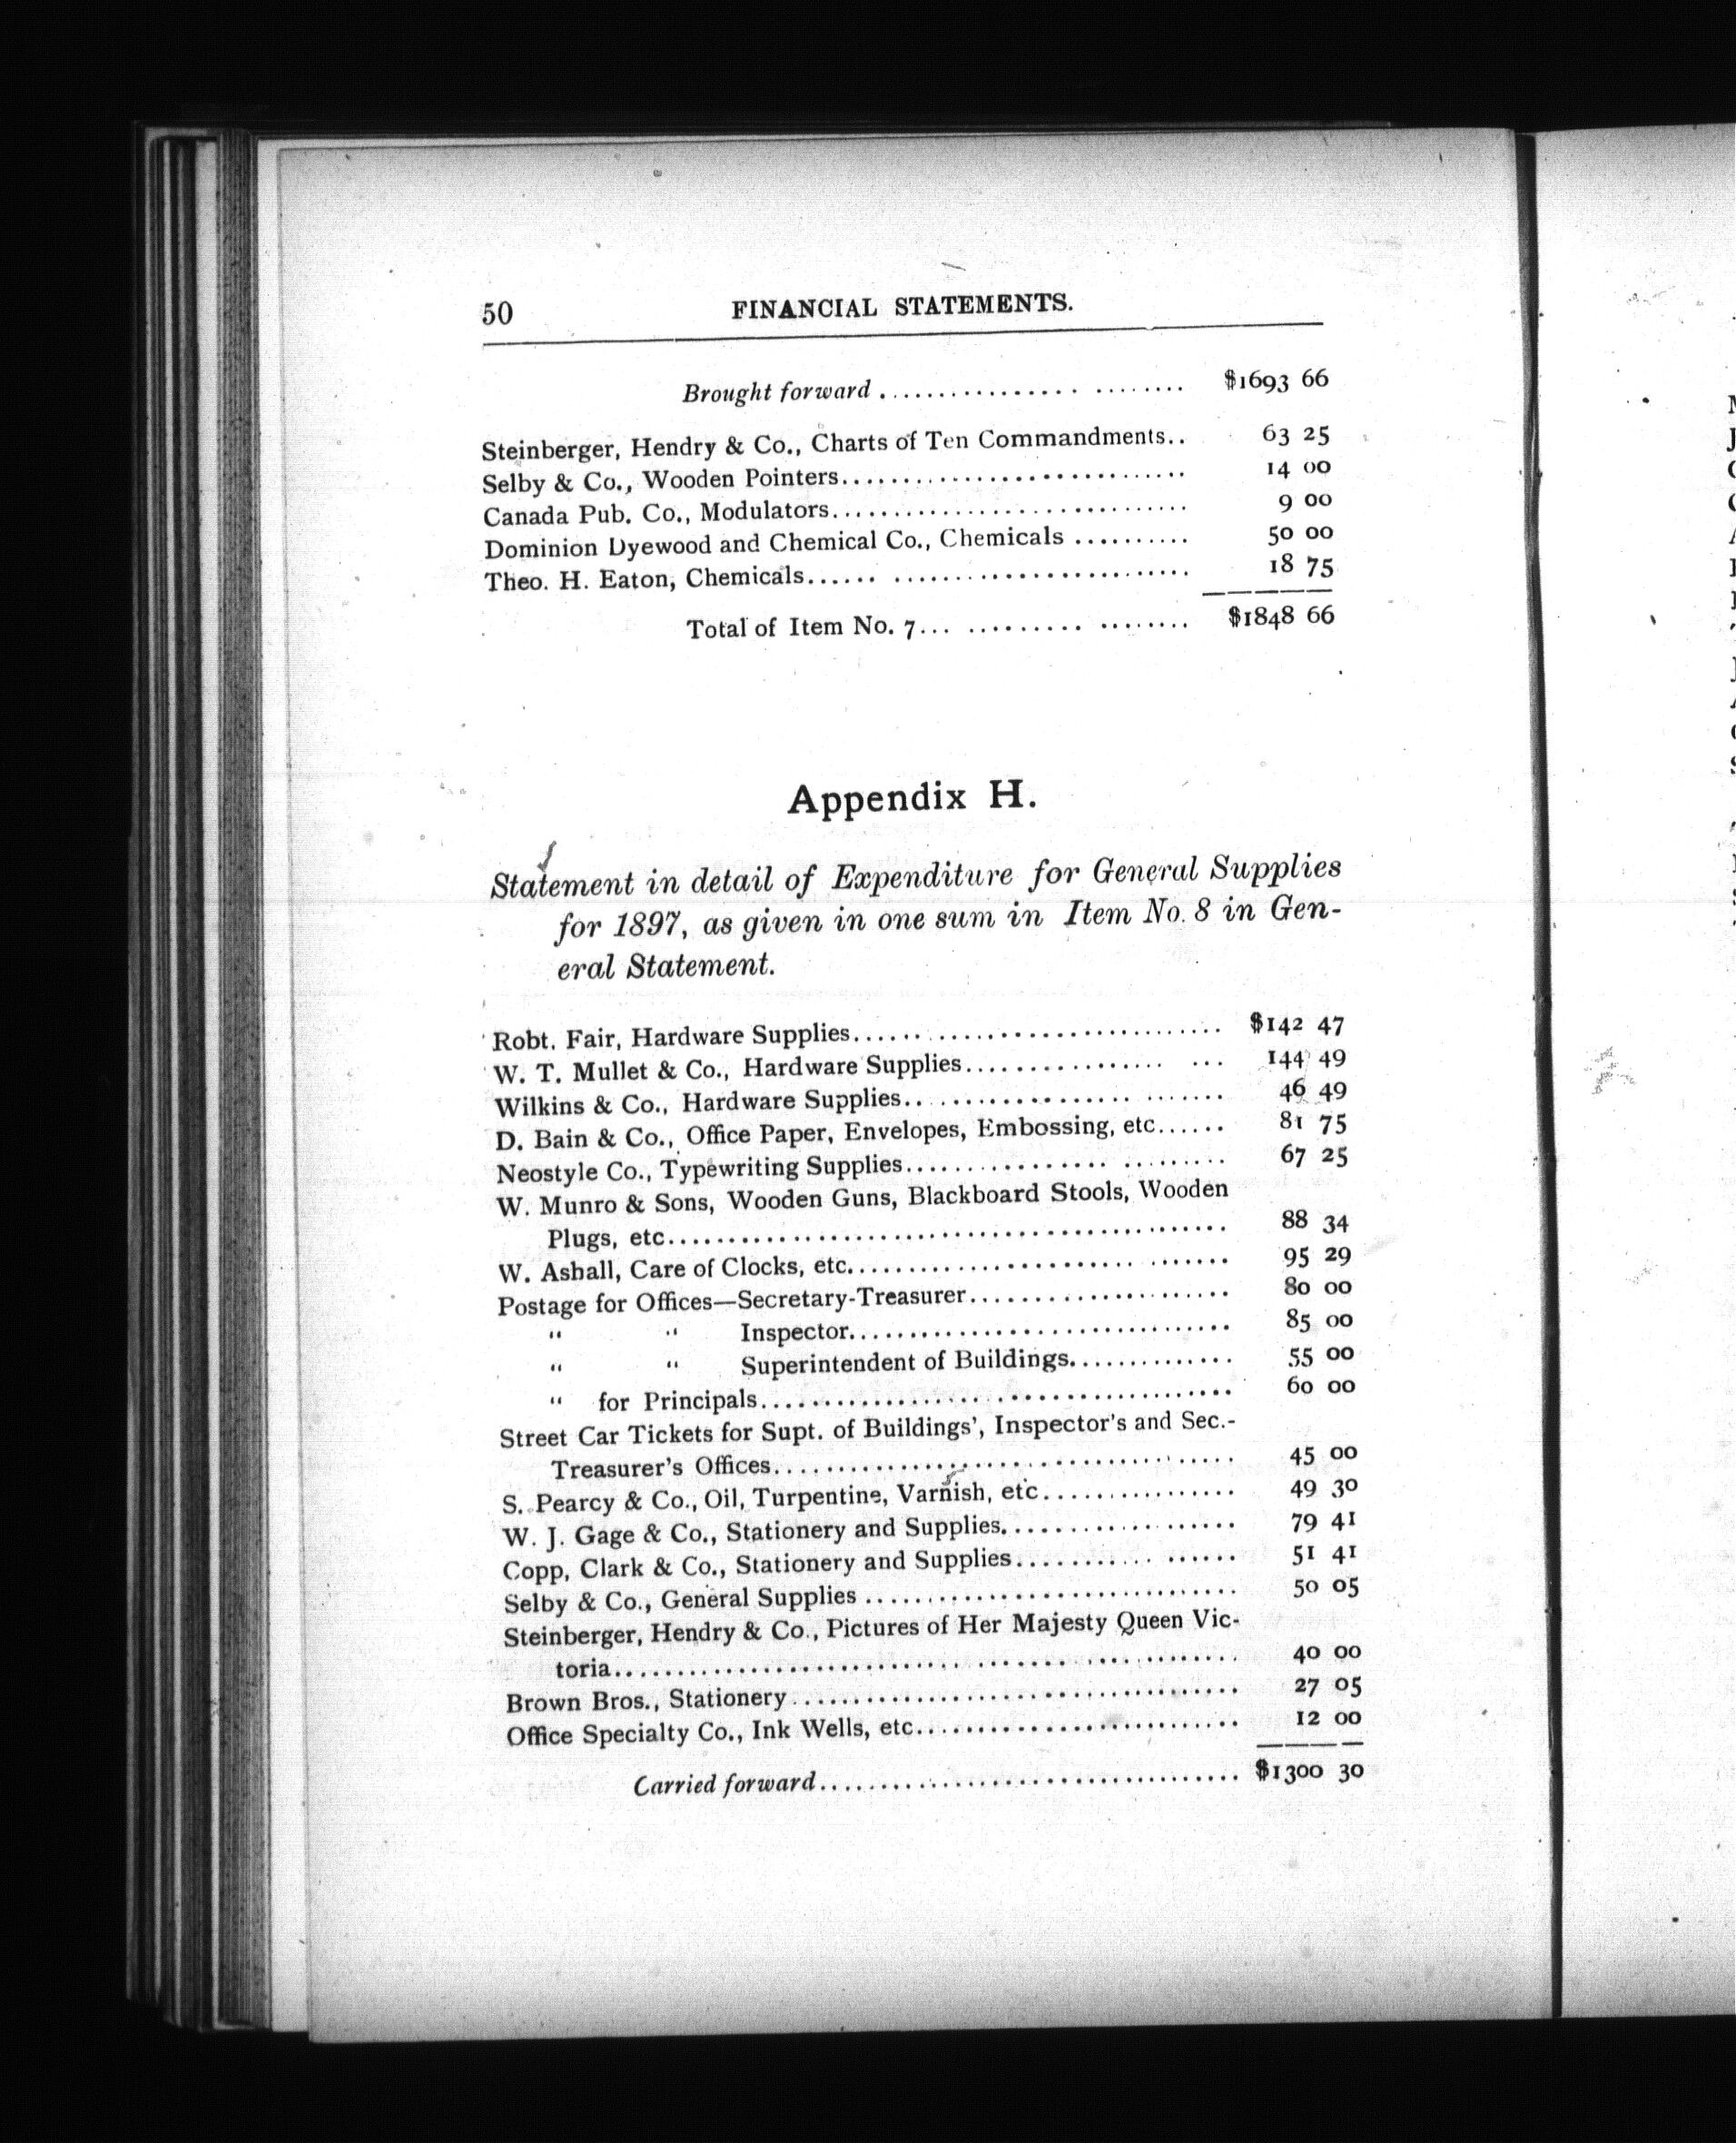 50 FINANCIAL STATEMENTS.
Brought forward ........................ $1693 66
Steinberger, Hendry & Co., Charts of Ten Commandments.. 63 25
Selby & Co., Wooden Pointers............................ 14 00
Canada Pub. Co., Modulators............................. 9 00
Dominion Dyewood and Chemical Co., Chemicals .......... 50 00
Theo. H. Eaton, Chemicals...... ........................ 18 75
Total of Item No. 7... .......... ........ $1848 66
Appendix H.
Statement in detail of Expenditure for General Supplies
for 1897, as given in one sum in Item No. 8 in Gen-
eral Statement.
Robt. Fair, Hardware Supplies.............................. $142 47
W. T. Mullet & Co., Hardware Supplies................. ... 144 49
Wilkins & Co., Hardware Supplies.......................... 46 49
D. Bain & Co., Office Paper, Envelopes, Embossing, etc...... 81 75
Neostyle Co., Typewriting Supplies................. ......... 67 25
W. Munro & Sons, Wooden Guns, Blackboard Stools, Wooden
Plugs, etc.............................................. 88 34
W. Ashall, Care of Clocks, etc............................... 95 29
Postage for Offices—Secretary-Treasurer...................... 80 00
" " Inspector................................ 85 00
" " Superintendent of Buildings.............. 55 00
" for Principals....................................... 60 00
Street Car Tickets for Supt. of Buildings', Inspector's and Sec.-
Treasurer's Offices...................................... 45 00
S. Pearcy & Co., Oil, Turpentine, Varnish, etc................ 49 30
W. J. Gage & Co., Stationery and Supplies................... 79 41
Copp, Clark & Co., Stationery and Supplies........... ...... 51 41
Selby & Co., General Supplies ............................... 50 05
Steinberger, Hendry & Co., Pictures of Her Majesty Queen Vic-
toria.................................................... 40 00
Brown Bros., Stationery..................................... 27 05
Office Specialty Co., Ink Wells, etc........................... 12 00
Carried forward................................... $1300 30